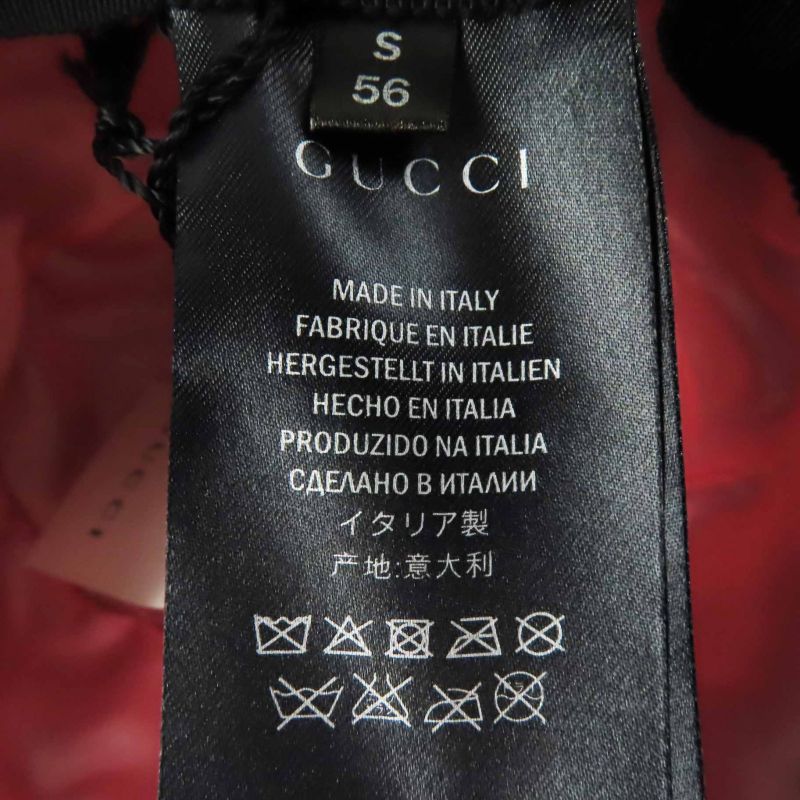 S
56
GUCCI
MADE IN ITALY
FABRIQUE EN ITALIE
HERGESTELLT IN ITALIEN
HECHO EN ITALIA
PRODUZIDO NA ITALIA
СДЕЛАНО В ИТАЛИИ
イタリア製
产地:意大利